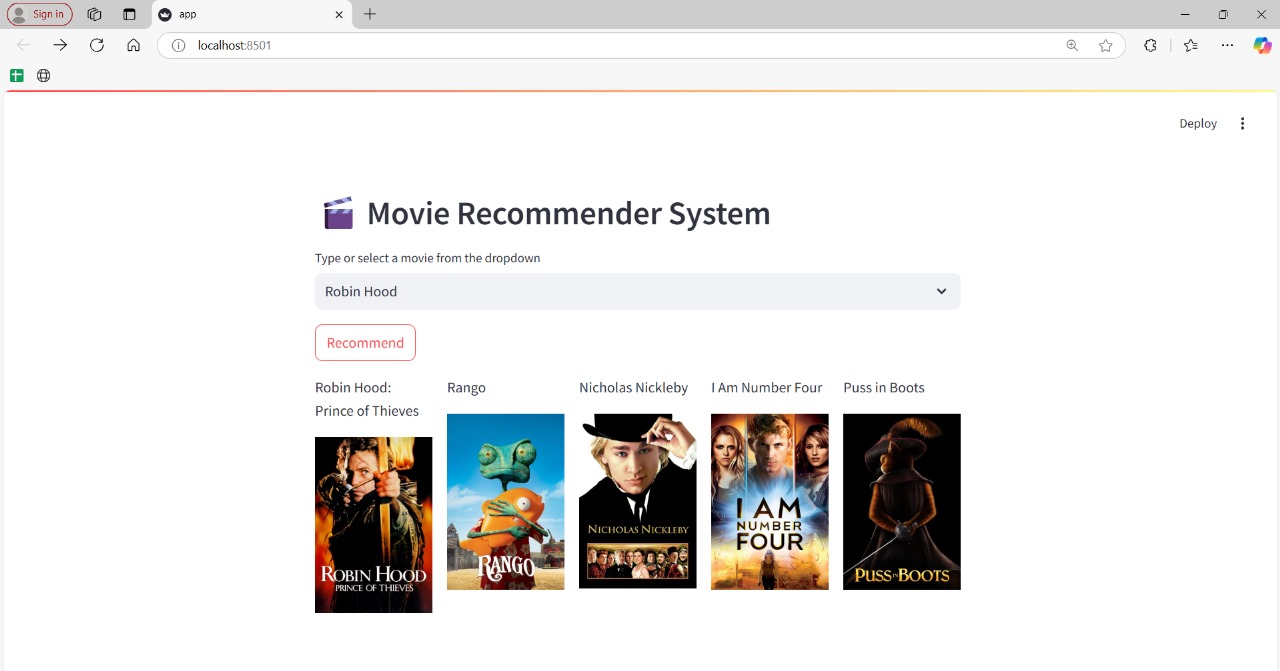 Sign in
app
localhost:8501
Deploy
Movie Recommender System
Type or select a movie from the dropdown
Robin Hood
Recommend
Robin Hood:
Prince of Thieves
Rango
Nicholas Nickleby
I Am Number Four
Puss in Boots
ROBIN HOOD
PRINCE OF THIEVES
RANGO
NICHOLAS NICKLEBY
I AM
NUMBER
FOUR
PUSS IN BOOTS